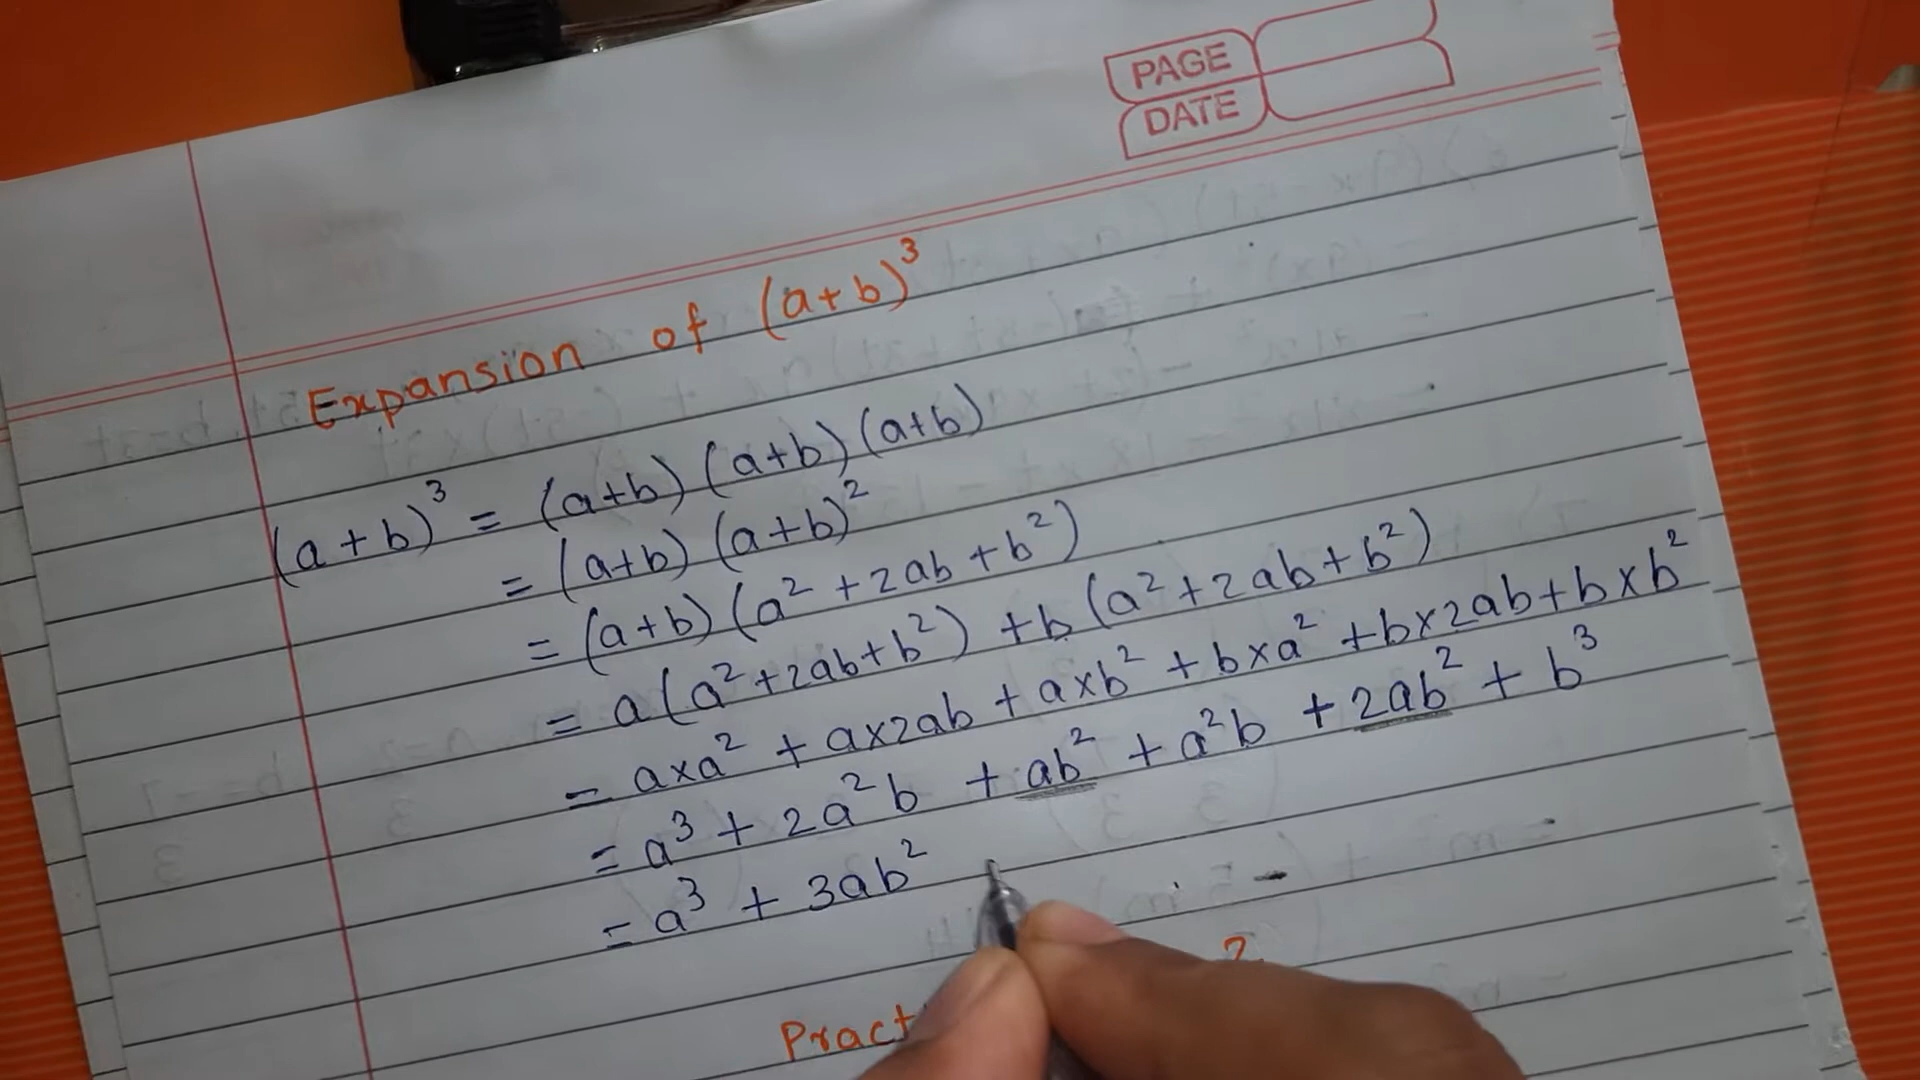 PAGE
DATE
Expansion of (a+b)³
(a+b)³ = (a+b) (a+b) (a+b)
= (a+b) (a+b)²
= (a+b) (a² + 2ab + b²)
= a (a² + 2ab + b²) + b (a² + 2ab + b²)
= a×a² + a×2ab + a×b² + b×a² + b×2ab + b×b²
= a³ + 2a²b + ab² + a²b + 2ab² + b³
= a³ + 3ab²